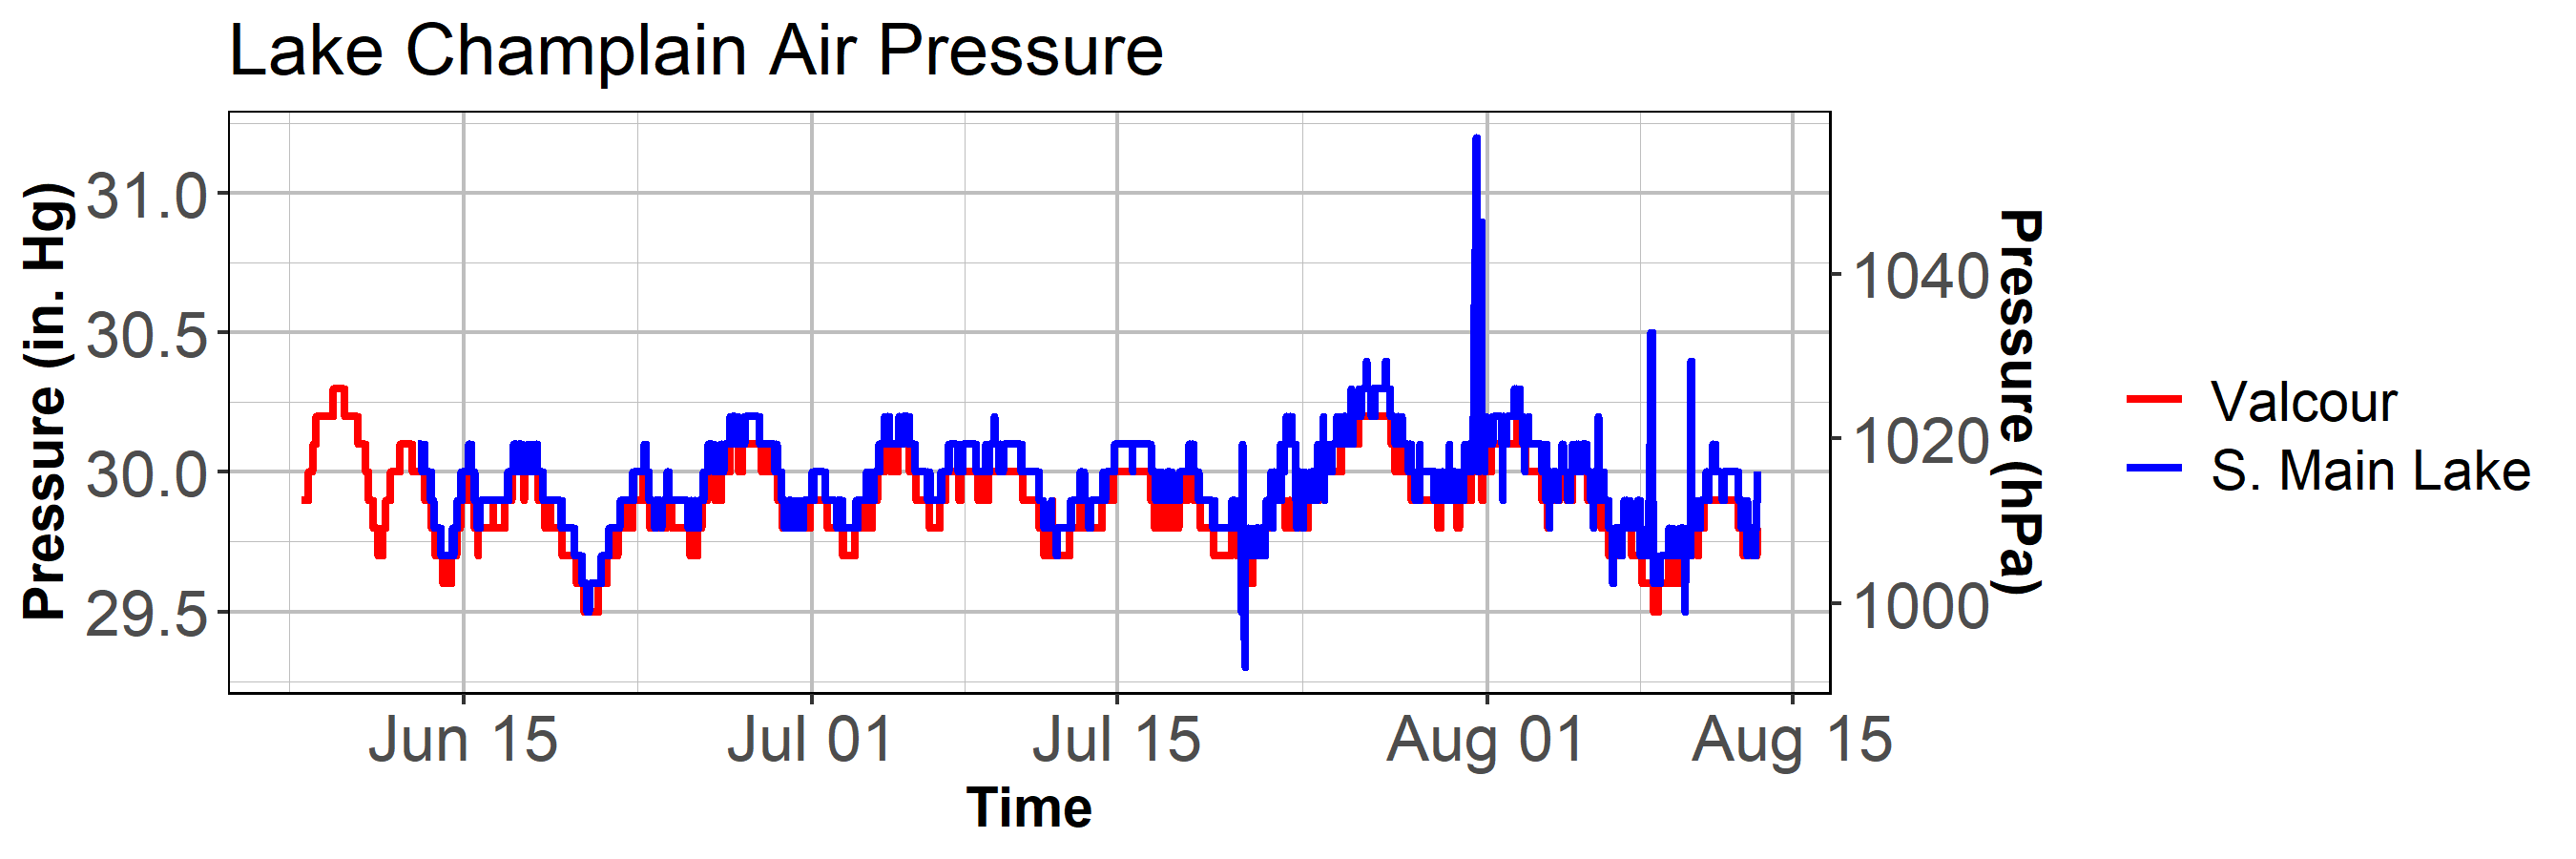 Lake Champlain Air Pressure
Pressure (in. Hg)
31.0
30.5
30.0
29.5
1040
1020
1000
Pressure (hPa)
Jun 15
Jul 01
Jul 15
Aug 01
Aug 15
Time
Valcour
S. Main Lake